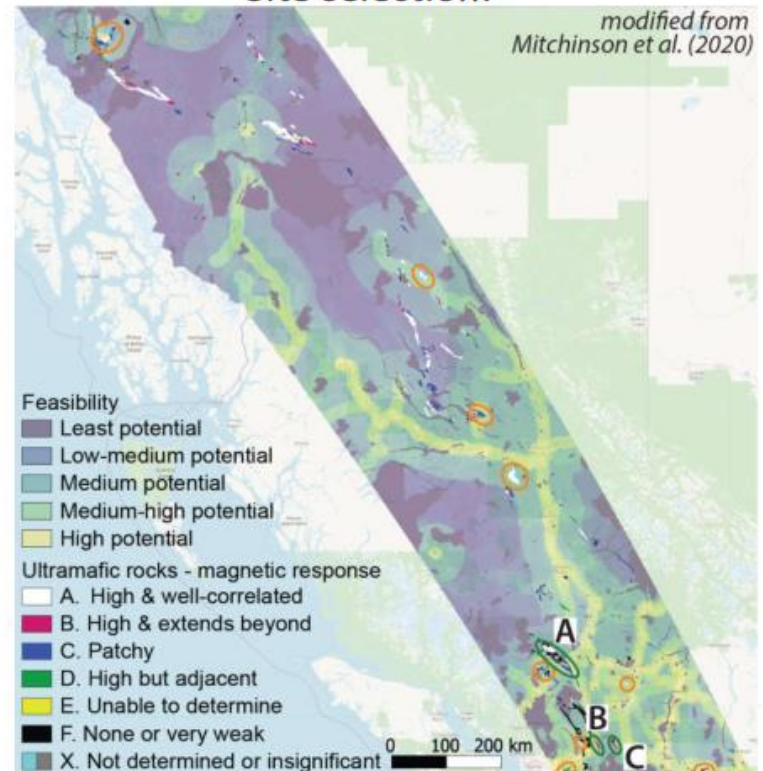 modified from
Mitchinson et al. (2020)
Feasibility
Least potential
Low-medium potential
Medium potential
Medium-high potential
High potential
Ultramafic rocks - magnetic response
A. High & well-correlated
B. High & extends beyond
C. Patchy
D. High but adjacent
E. Unable to determine
F. None or very weak
X. Not determined or insignificant
0 100 200 km
A
B
C